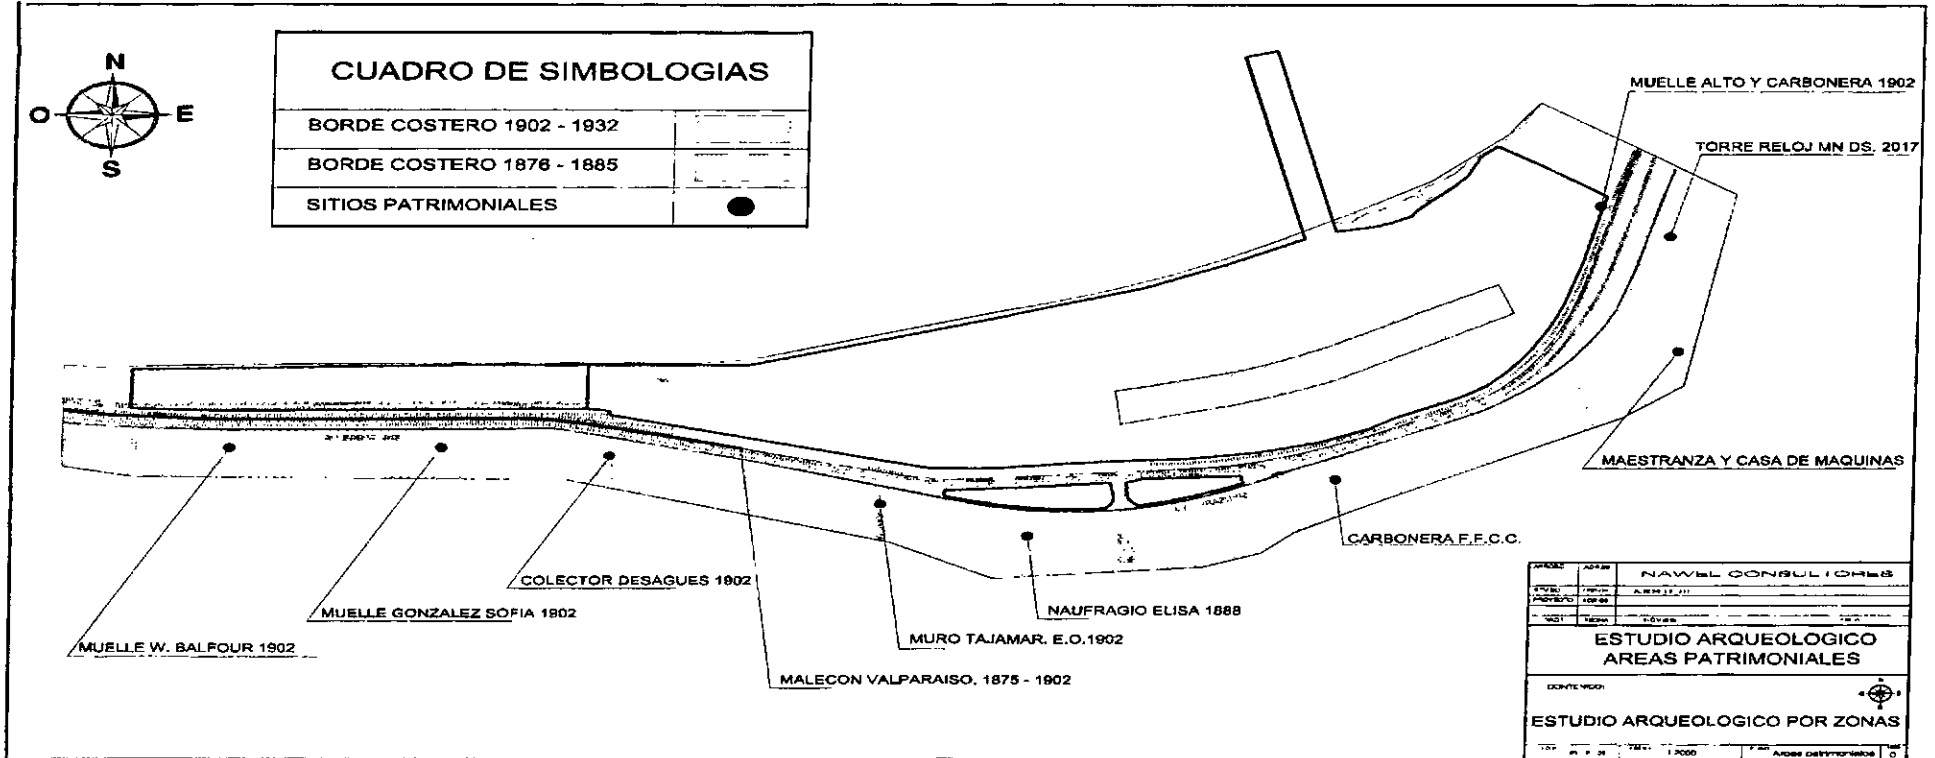 N
O E
S
CUADRO DE SIMBOLOGIAS
BORDE COSTERO 1902 - 1932
BORDE COSTERO 1876 - 1885
SITIOS PATRIMONIALES
MUELLE ALTO Y CARBONERA 1902
TORRE RELOJ MN DS. 2017
MAESTRANZA Y CASA DE MAQUINAS
CARBONERA F.F.C.C.
COLECTOR DESAGUES 1902
NAUFRAGIO ELISA 1888
MUELLE GONZALEZ SOFIA 1902
MURO TAJAMAR. E.O.1902
MUELLE W. BALFOUR 1902
MALECON VALPARAISO, 1875 - 1902
NAWEL CONSULTORES
ESTUDIO ARQUEOLOGICO
AREAS PATRIMONIALES
CONTENIDO:
ESTUDIO ARQUEOLOGICO POR ZONAS
Areas patrimoniales